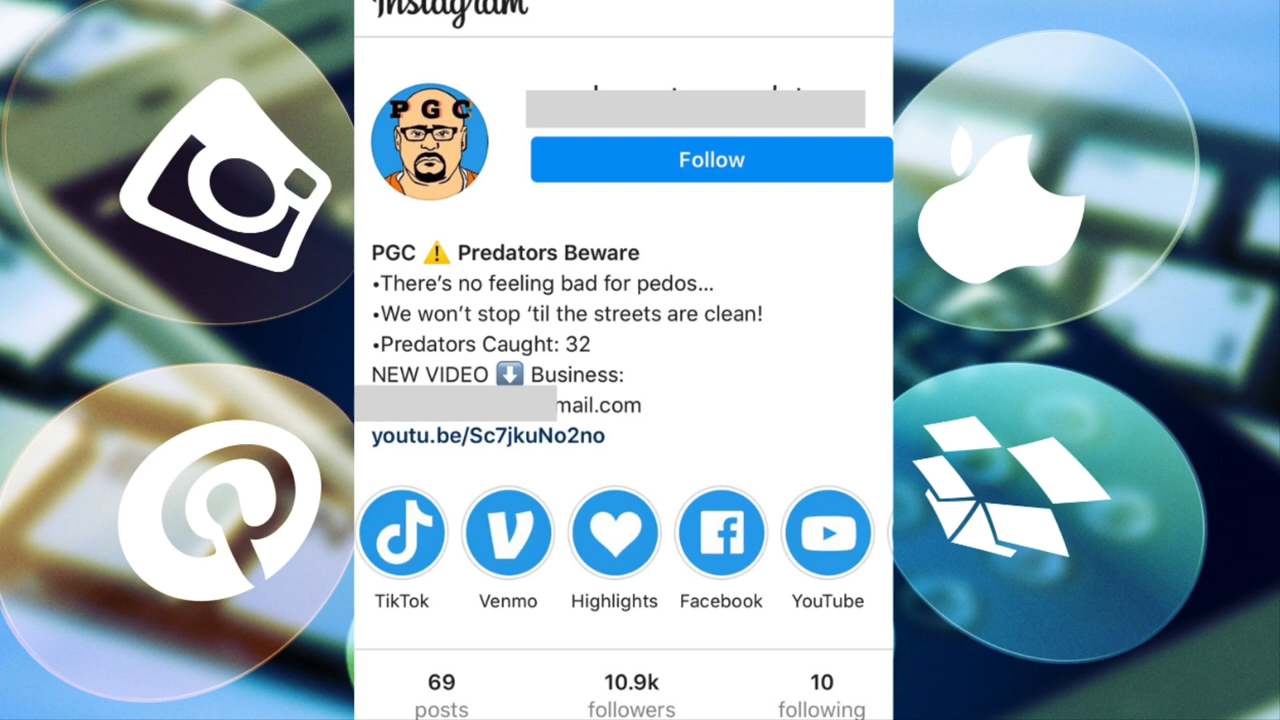 Instagram
P G C
Follow
PGC ⚠️ Predators Beware
•There's no feeling bad for pedos...
•We won't stop 'til the streets are clean!
•Predators Caught: 32
NEW VIDEO ⬇️ Business:
mail.com
youtu.be/Sc7jkuNo2no
TikTok Venmo Highlights Facebook YouTube
69 10.9k 10
posts followers following